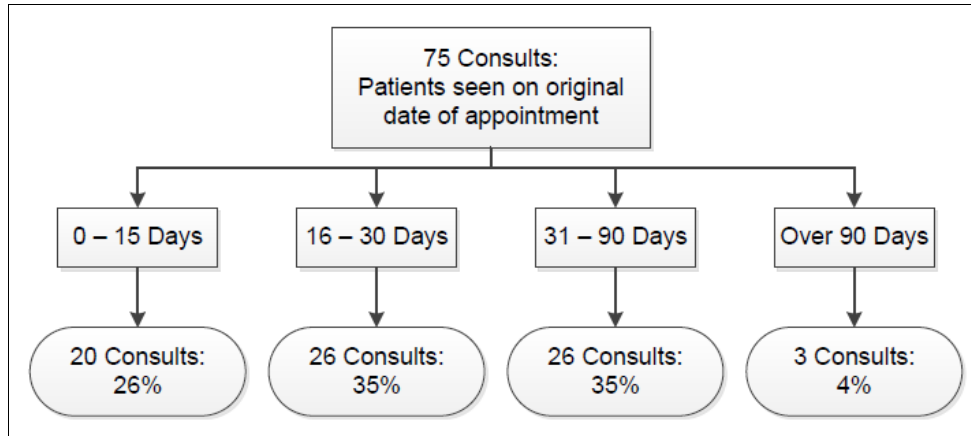 75 Consults:
Patients seen on original
date of appointment
0 – 15 Days
16 – 30 Days
31 – 90 Days
Over 90 Days
20 Consults:
26%
26 Consults:
35%
26 Consults:
35%
3 Consults:
4%